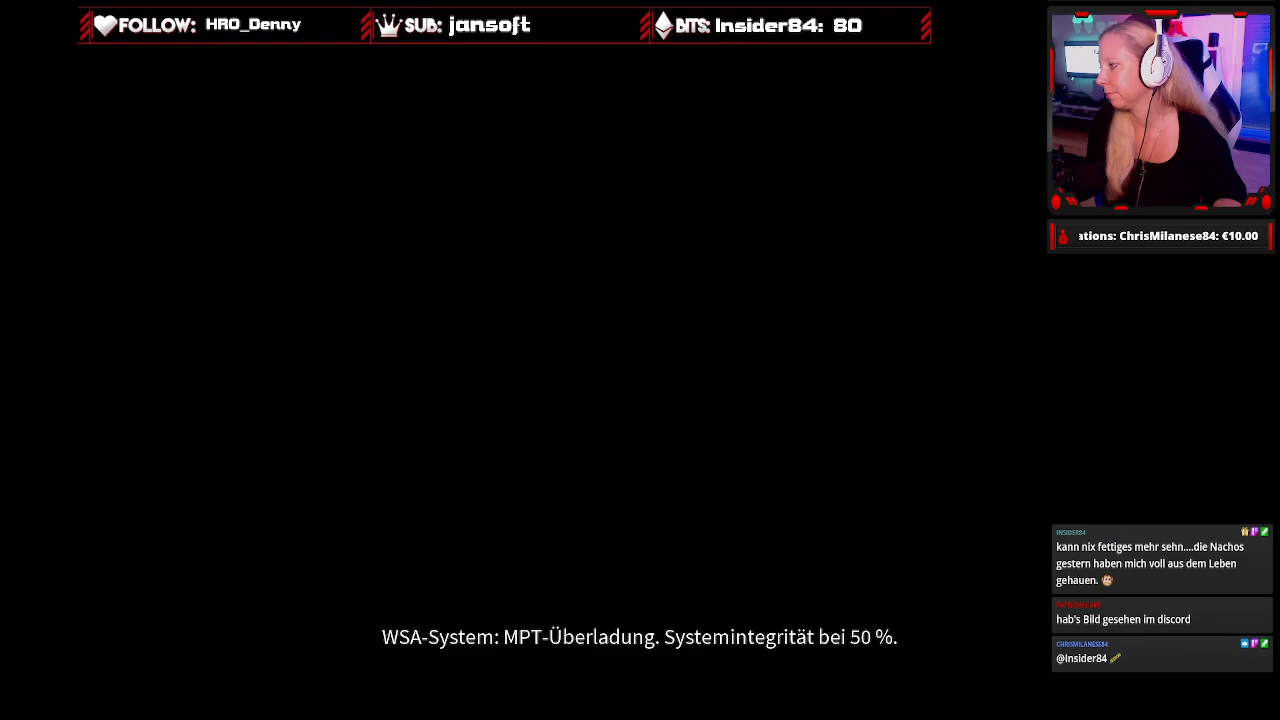 FOLLOW: HRO_Denny
SUB: jansoft
BITS: Insider84: 80
ations: ChrisMilanese84: €10.00
INSIDER84
kann nix fettiges mehr sehn....die Nachos
gestern haben mich voll aus dem Leben
gehauen.
hab's Bild gesehen im discord
CHRISMILANESE84
@Insider84
WSA-System: MPT-Überladung. Systemintegrität bei 50 %.